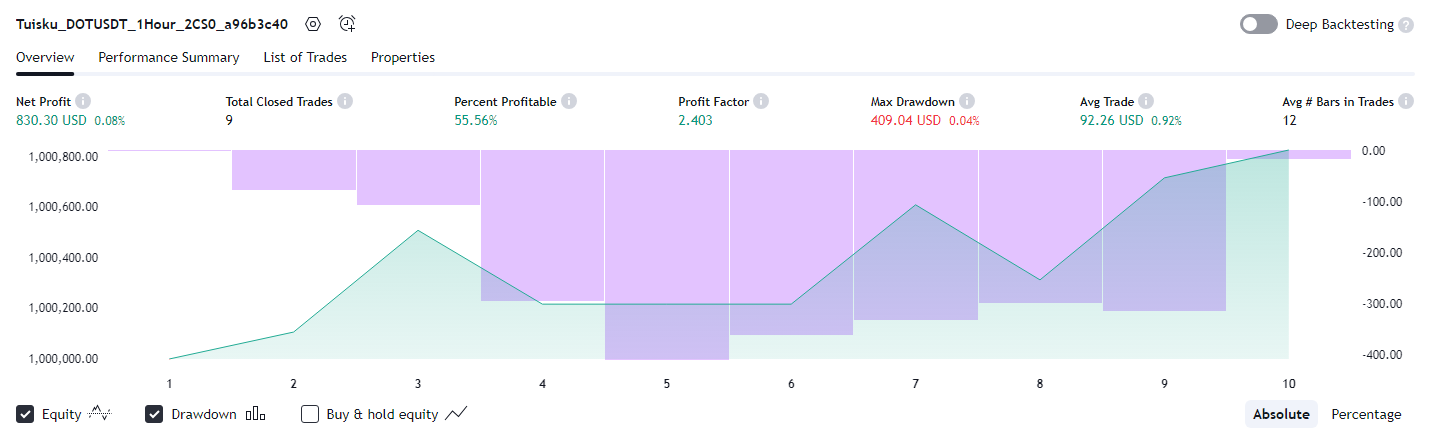 Tuisku_DOTUSDT_1Hour_2CS0_a96b3c40 Deep Backtesting ?
Overview Performance Summary List of Trades Properties
Net Profit Total Closed Trades Percent Profitable Profit Factor Max Drawdown Avg Trade Avg # Bars in Trades
830.30 USD 0.08% 9 55.56% 2.403 409.04 USD 0.04% 92.26 USD 0.92% 12
1,000,800.00 0.00
1,000,600.00 -100.00
1,000,400.00 -200.00
1,000,200.00 -300.00
1,000,000.00 -400.00
1 2 3 4 5 6 7 8 9 10
Equity Drawdown Buy & hold equity Absolute Percentage